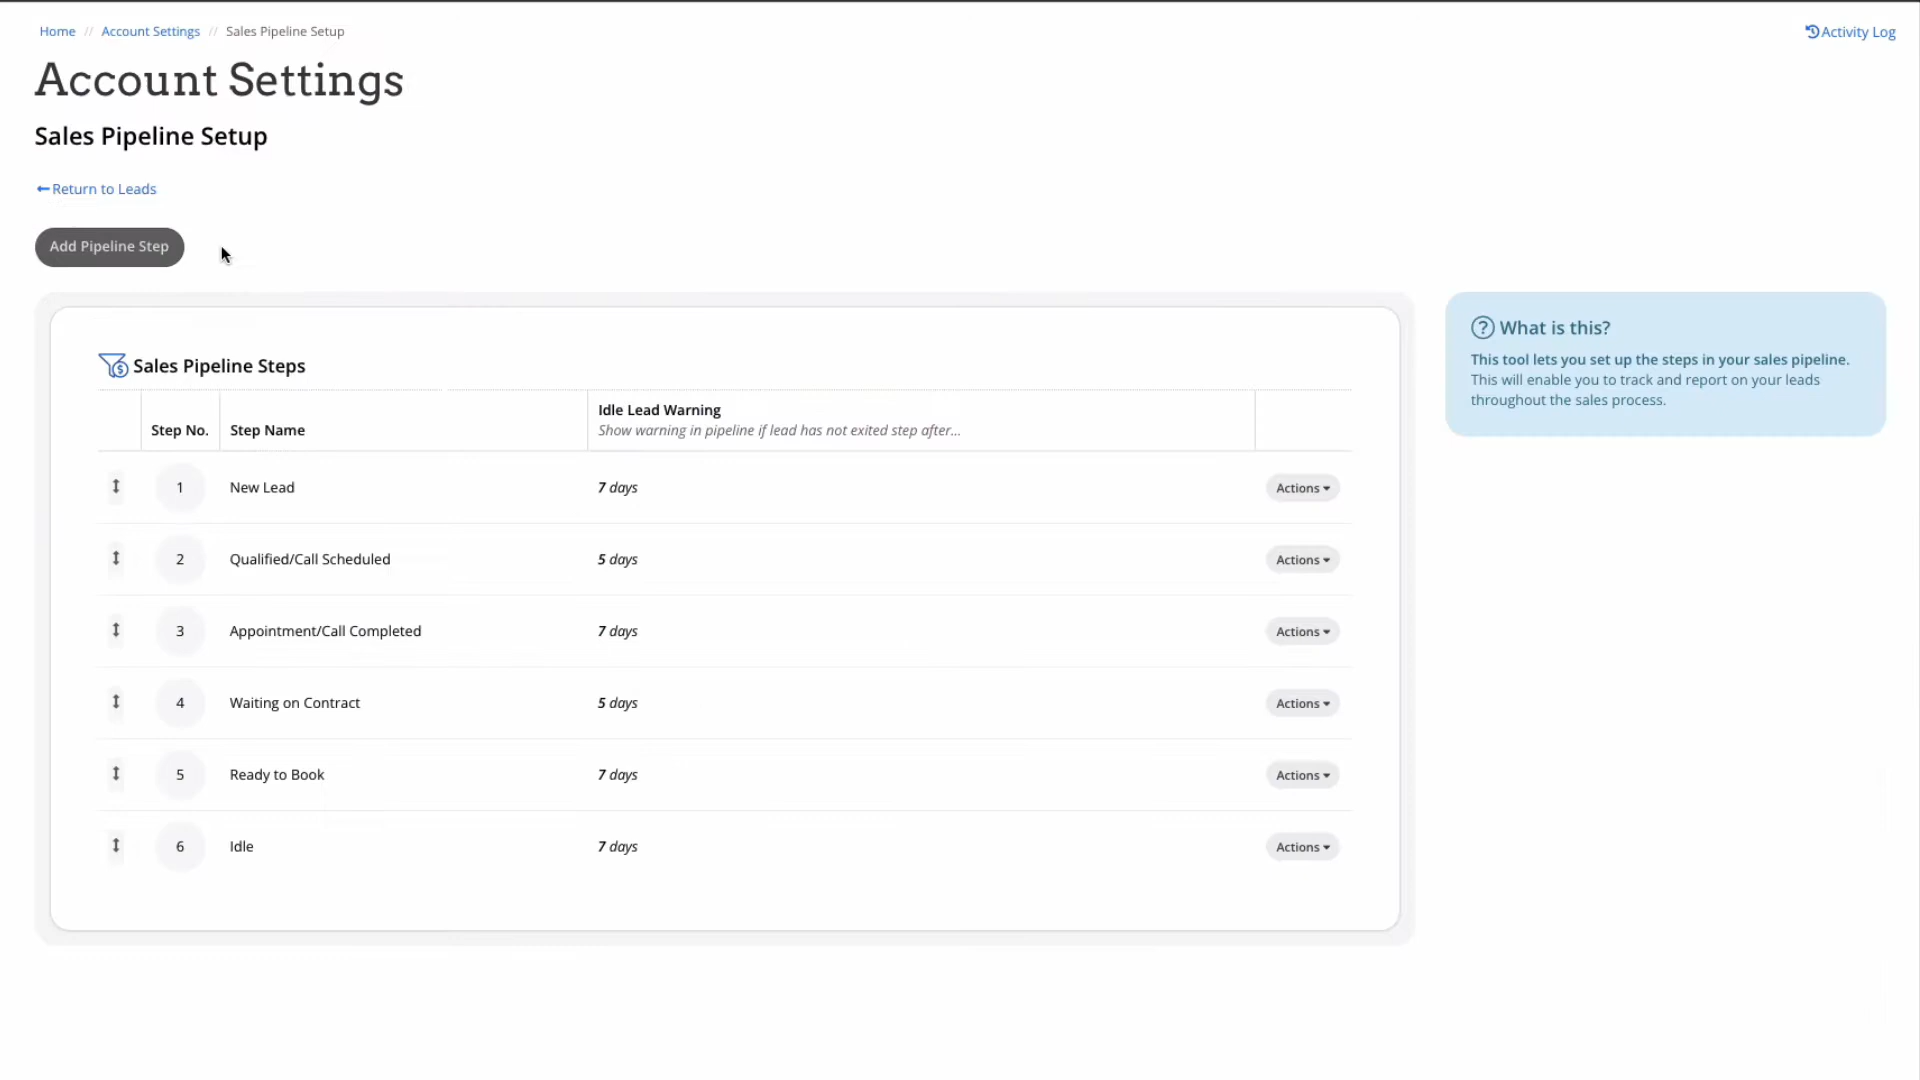 Home // Account Settings // Sales Pipeline Setup
Activity Log
Account Settings
Sales Pipeline Setup
Return to Leads
Add Pipeline Step
Sales Pipeline Steps
Step No. Step Name Idle Lead Warning
Show warning in pipeline if lead has not exited step after...
1 New Lead 7 days Actions
2 Qualified/Call Scheduled 5 days Actions
3 Appointment/Call Completed 7 days Actions
4 Waiting on Contract 5 days Actions
5 Ready to Book 7 days Actions
6 Idle 7 days Actions
? What is this?
This tool lets you set up the steps in your sales pipeline.
This will enable you to track and report on your leads
throughout the sales process.